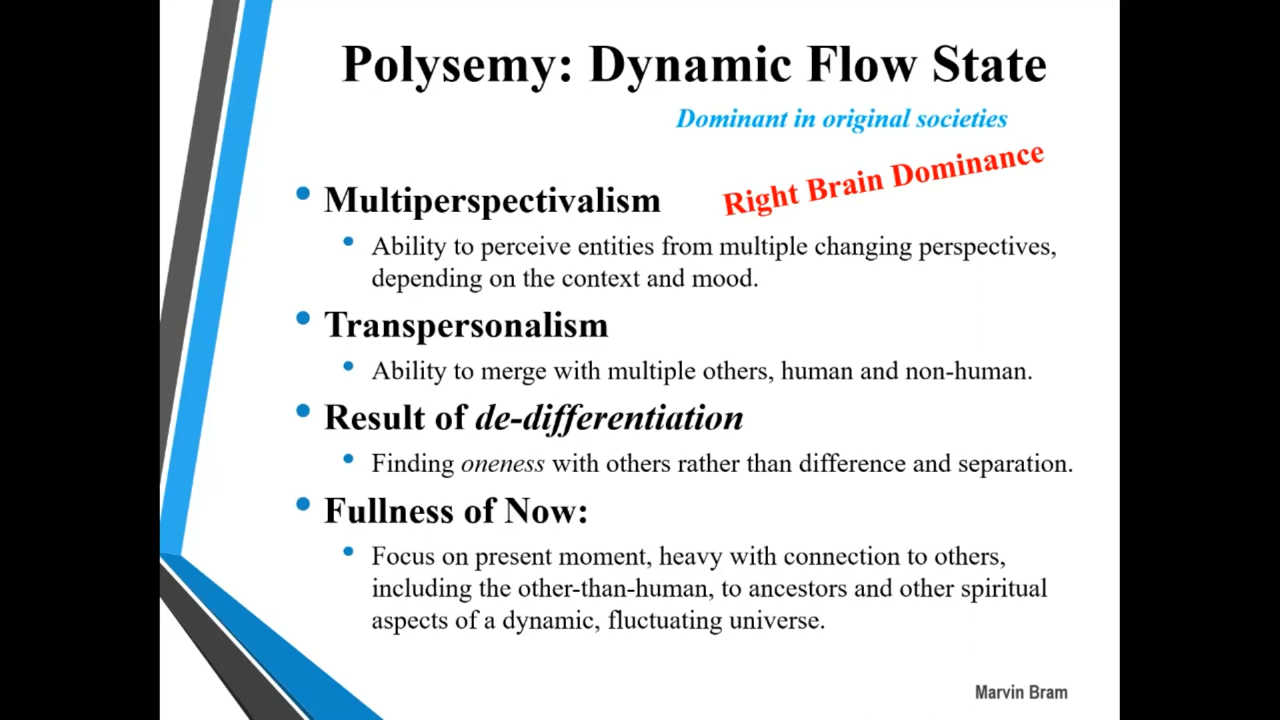 Polysemy: Dynamic Flow State
Dominant in original societies
Right Brain Dominance
• Multiperspectivalism
• Ability to perceive entities from multiple changing perspectives,
depending on the context and mood.
• Transpersonalism
• Ability to merge with multiple others, human and non-human.
• Result of de-differentiation
• Finding oneness with others rather than difference and separation.
• Fullness of Now:
• Focus on present moment, heavy with connection to others,
including the other-than-human, to ancestors and other spiritual
aspects of a dynamic, fluctuating universe.
Marvin Bram